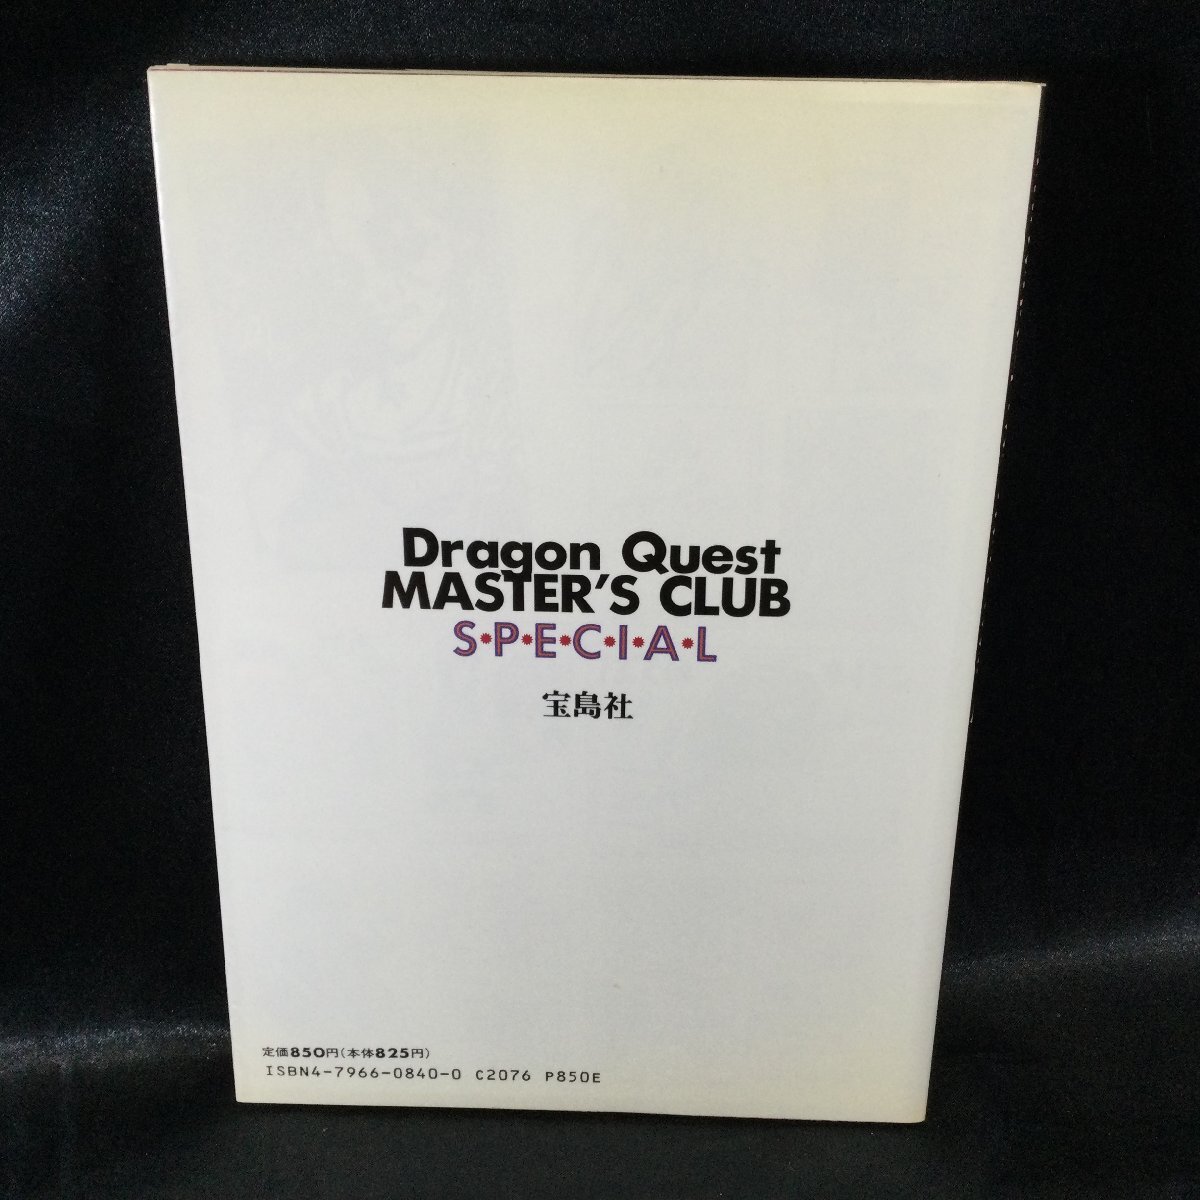 Dragon Quest
MASTER'S CLUB
S•P•E•C•I•A•L
宝島社
定価850円(本体825円)
ISBN4-7966-0840-0 C2076 P850E